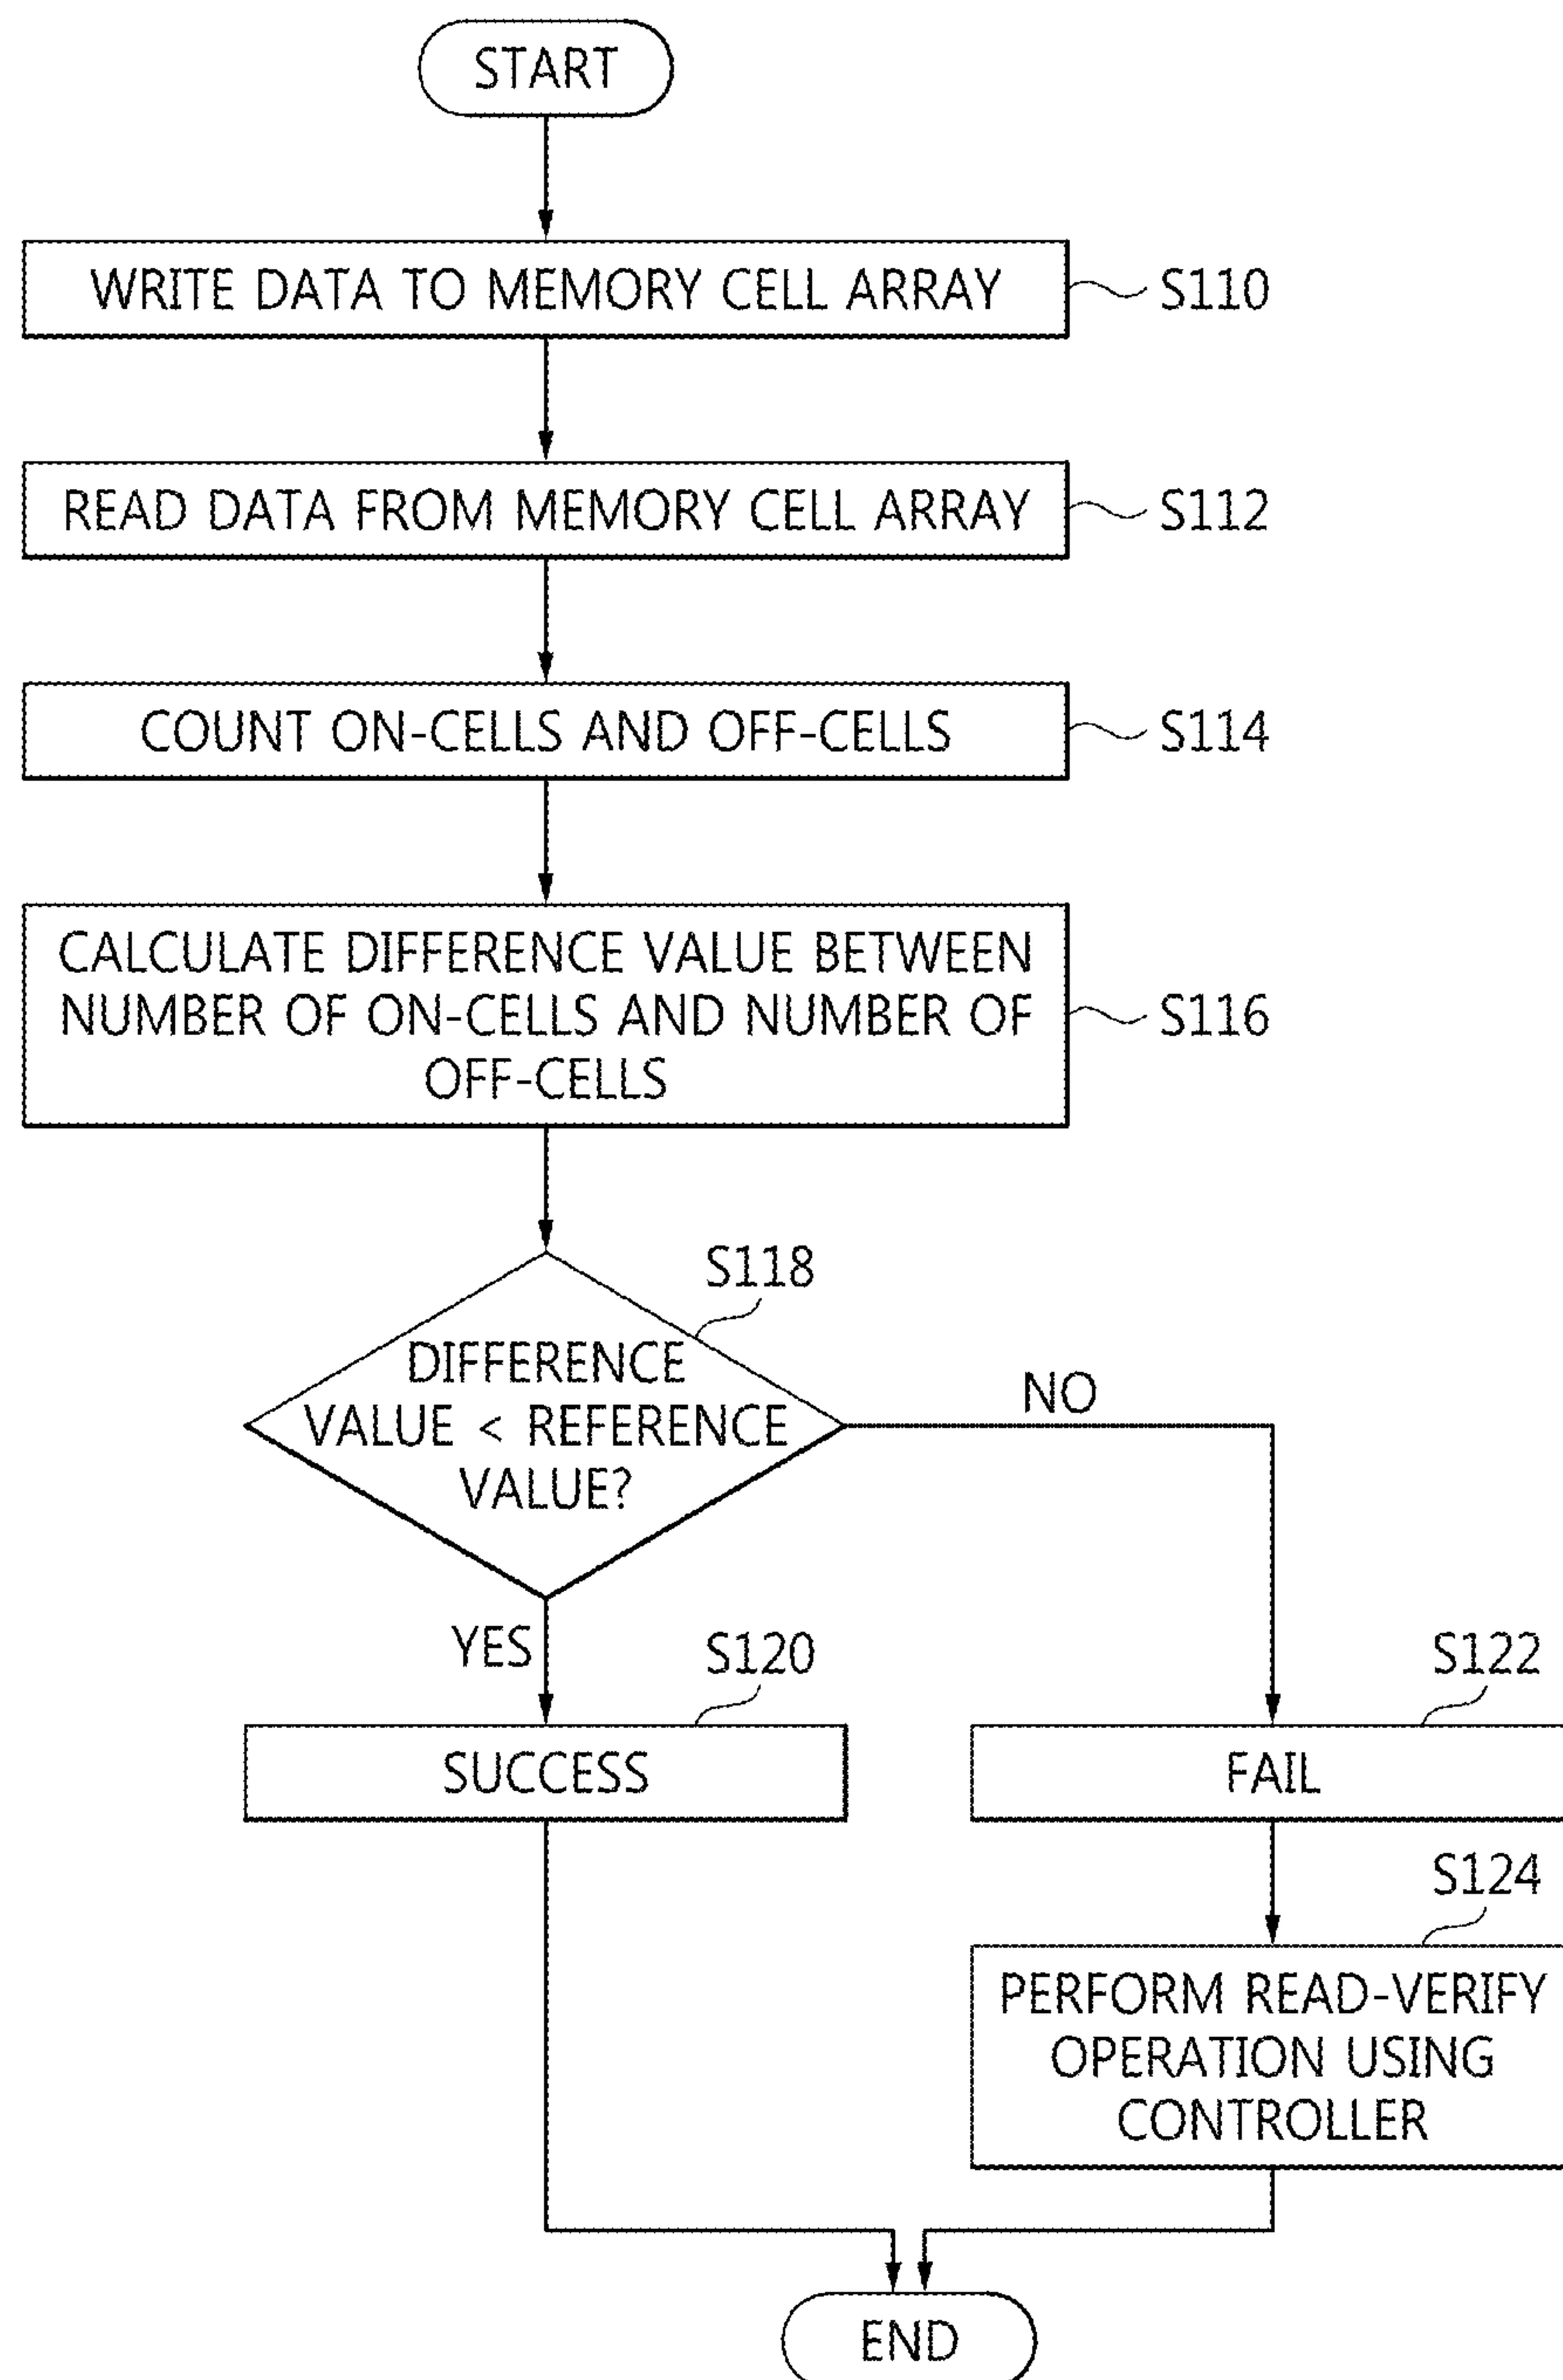 START
WRITE DATA TO MEMORY CELL ARRAY
S110
READ DATA FROM MEMORY CELL ARRAY
S112
COUNT ON-CELLS AND OFF-CELLS
S114
CALCULATE DIFFERENCE VALUE BETWEEN
NUMBER OF ON-CELLS AND NUMBER OF
OFF-CELLS
S116
S118
DIFFERENCE
VALUE < REFERENCE
VALUE?
NO
YES
S120
SUCCESS
S122
FAIL
S124
PERFORM READ-VERIFY
OPERATION USING
CONTROLLER
END